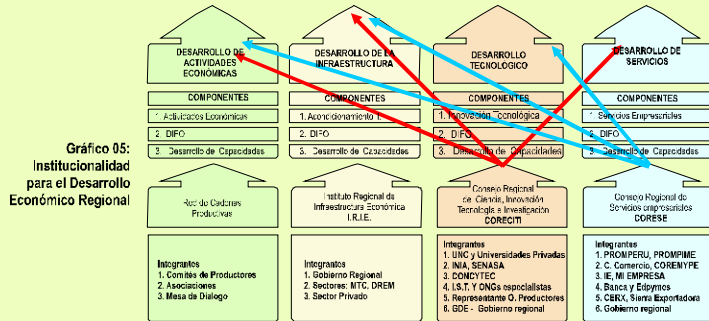 Gráfico 05:
Institucionalidad
para el Desarrollo
Económico Regional
DESARROLLO DE
ACTIVIDADES
ECONÓMICAS
COMPONENTES
1. Actividades Económicas
2. DIFO
3. Desarrollo de Capacidades
Red de Cadenas
Productivas
Integrantes
1. Comités de Productores
2. Asociaciones
3. Mesa de Dialogo
DESARROLLO DE LA
INFRAESTRUCTURA
COMPONENTES
1. Acondicionamiento T.
2. DIFO
3. Desarrollo de Capacidades
Instituto Regional de
Infraestructura Económica
I.R.I.E.
Integrantes
1. Gobierno Regional
2. Sectores: MTC, DREM
3. Sector Privado
DESARROLLO
TECNOLÓGICO
COMPONENTES
1. Innovación Tecnológica
2. DIFO
3. Desarrollo de Capacidades
Consejo Regional
de Ciencia, Innovación
Tecnología e Investigación
CORECITI
Integrantes
1. UNC y Universidades Privadas
2. INIA, SENASA
3. CONCYTEC
4. I.S.T. Y ONGs especialistas
5. Representante O. Productores
6. GDE - Gobierno regional
DESARROLLO DE
SERVICIOS
COMPONENTES
1. Servicios Empresariales
2. DIFO
3. Desarrollo de Capacidades
Consejo Regional de
Servicios empresariales
CORESE
Integrantes
1. PROMPERU, PROMPIME
2. C. Comercio, COREMYPE
3. IE, MI EMPRESA
4. Banca y Edpymes
5. CERX, Sierra Exportadora
6. Gobierno regional